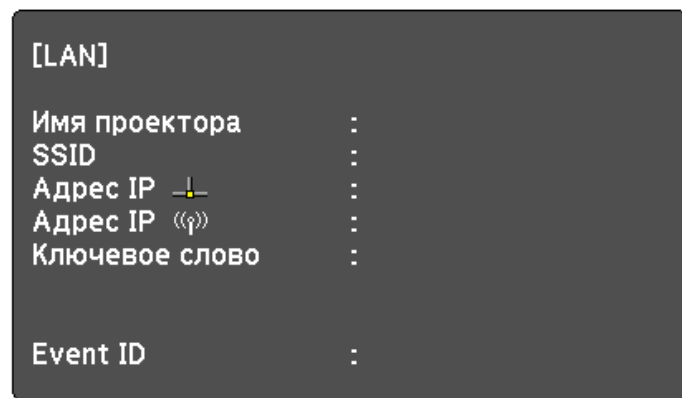 [LAN]
Имя проектора :
SSID :
Адрес IP :
Адрес IP :
Ключевое слово :
Event ID :